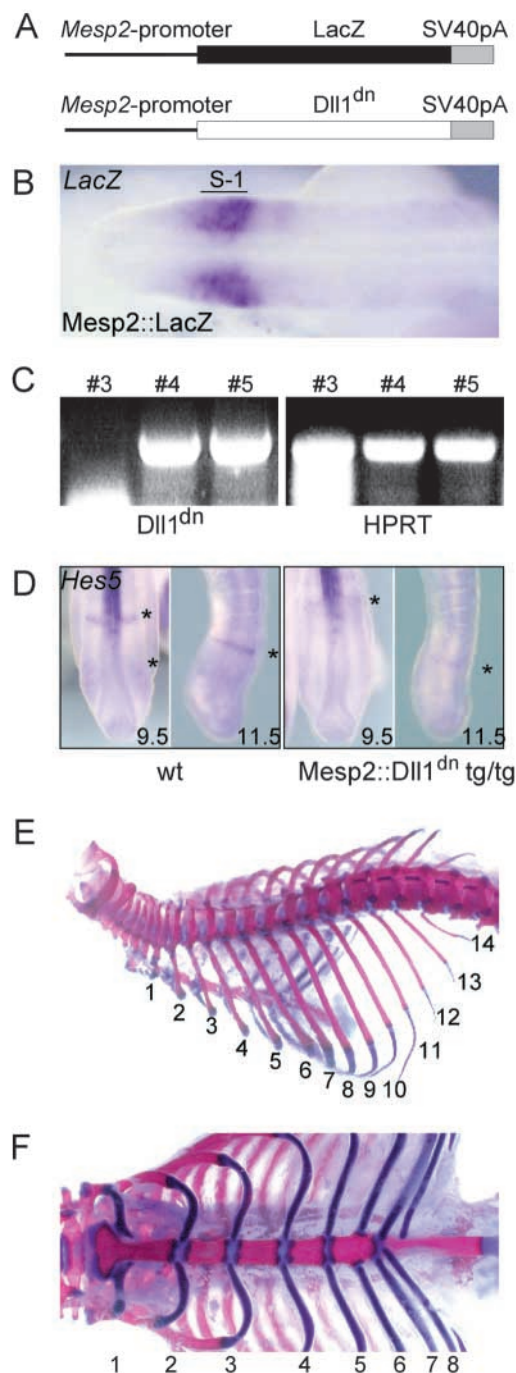 A
Mesp2-promoter LacZ SV40pA
Mesp2-promoter Dll1dn SV40pA
B
LacZ S-1
Mesp2::LacZ
C
#3 #4 #5 #3 #4 #5
Dll1dn HPRT
D
Hes5
* * * * *
9.5 11.5 9.5 11.5
wt Mesp2::Dll1dn tg/tg
E
1 2 3 4 5 6 7 8 9 10 11 12 13 14
F
1 2 3 4 5 6 7 8